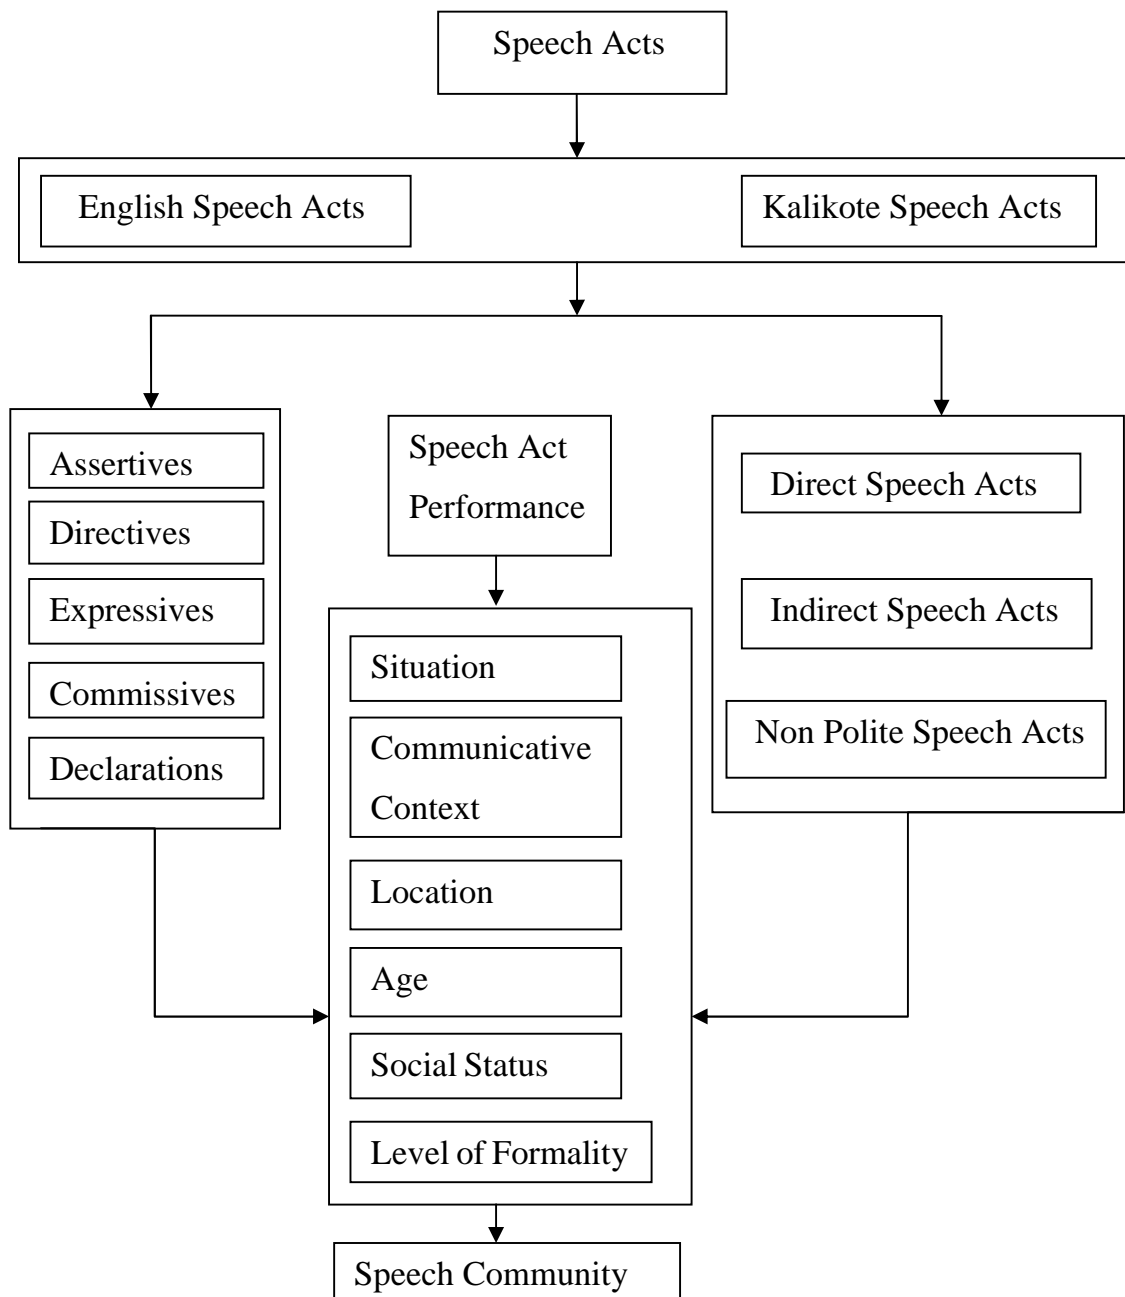 Speech Acts
English Speech Acts
Kalikote Speech Acts
Assertives
Directives
Expressives
Commissives
Declarations
Speech Act
Performance
Situation
Communicative
Context
Location
Age
Social Status
Level of Formality
Direct Speech Acts
Indirect Speech Acts
Non Polite Speech Acts
Speech Community